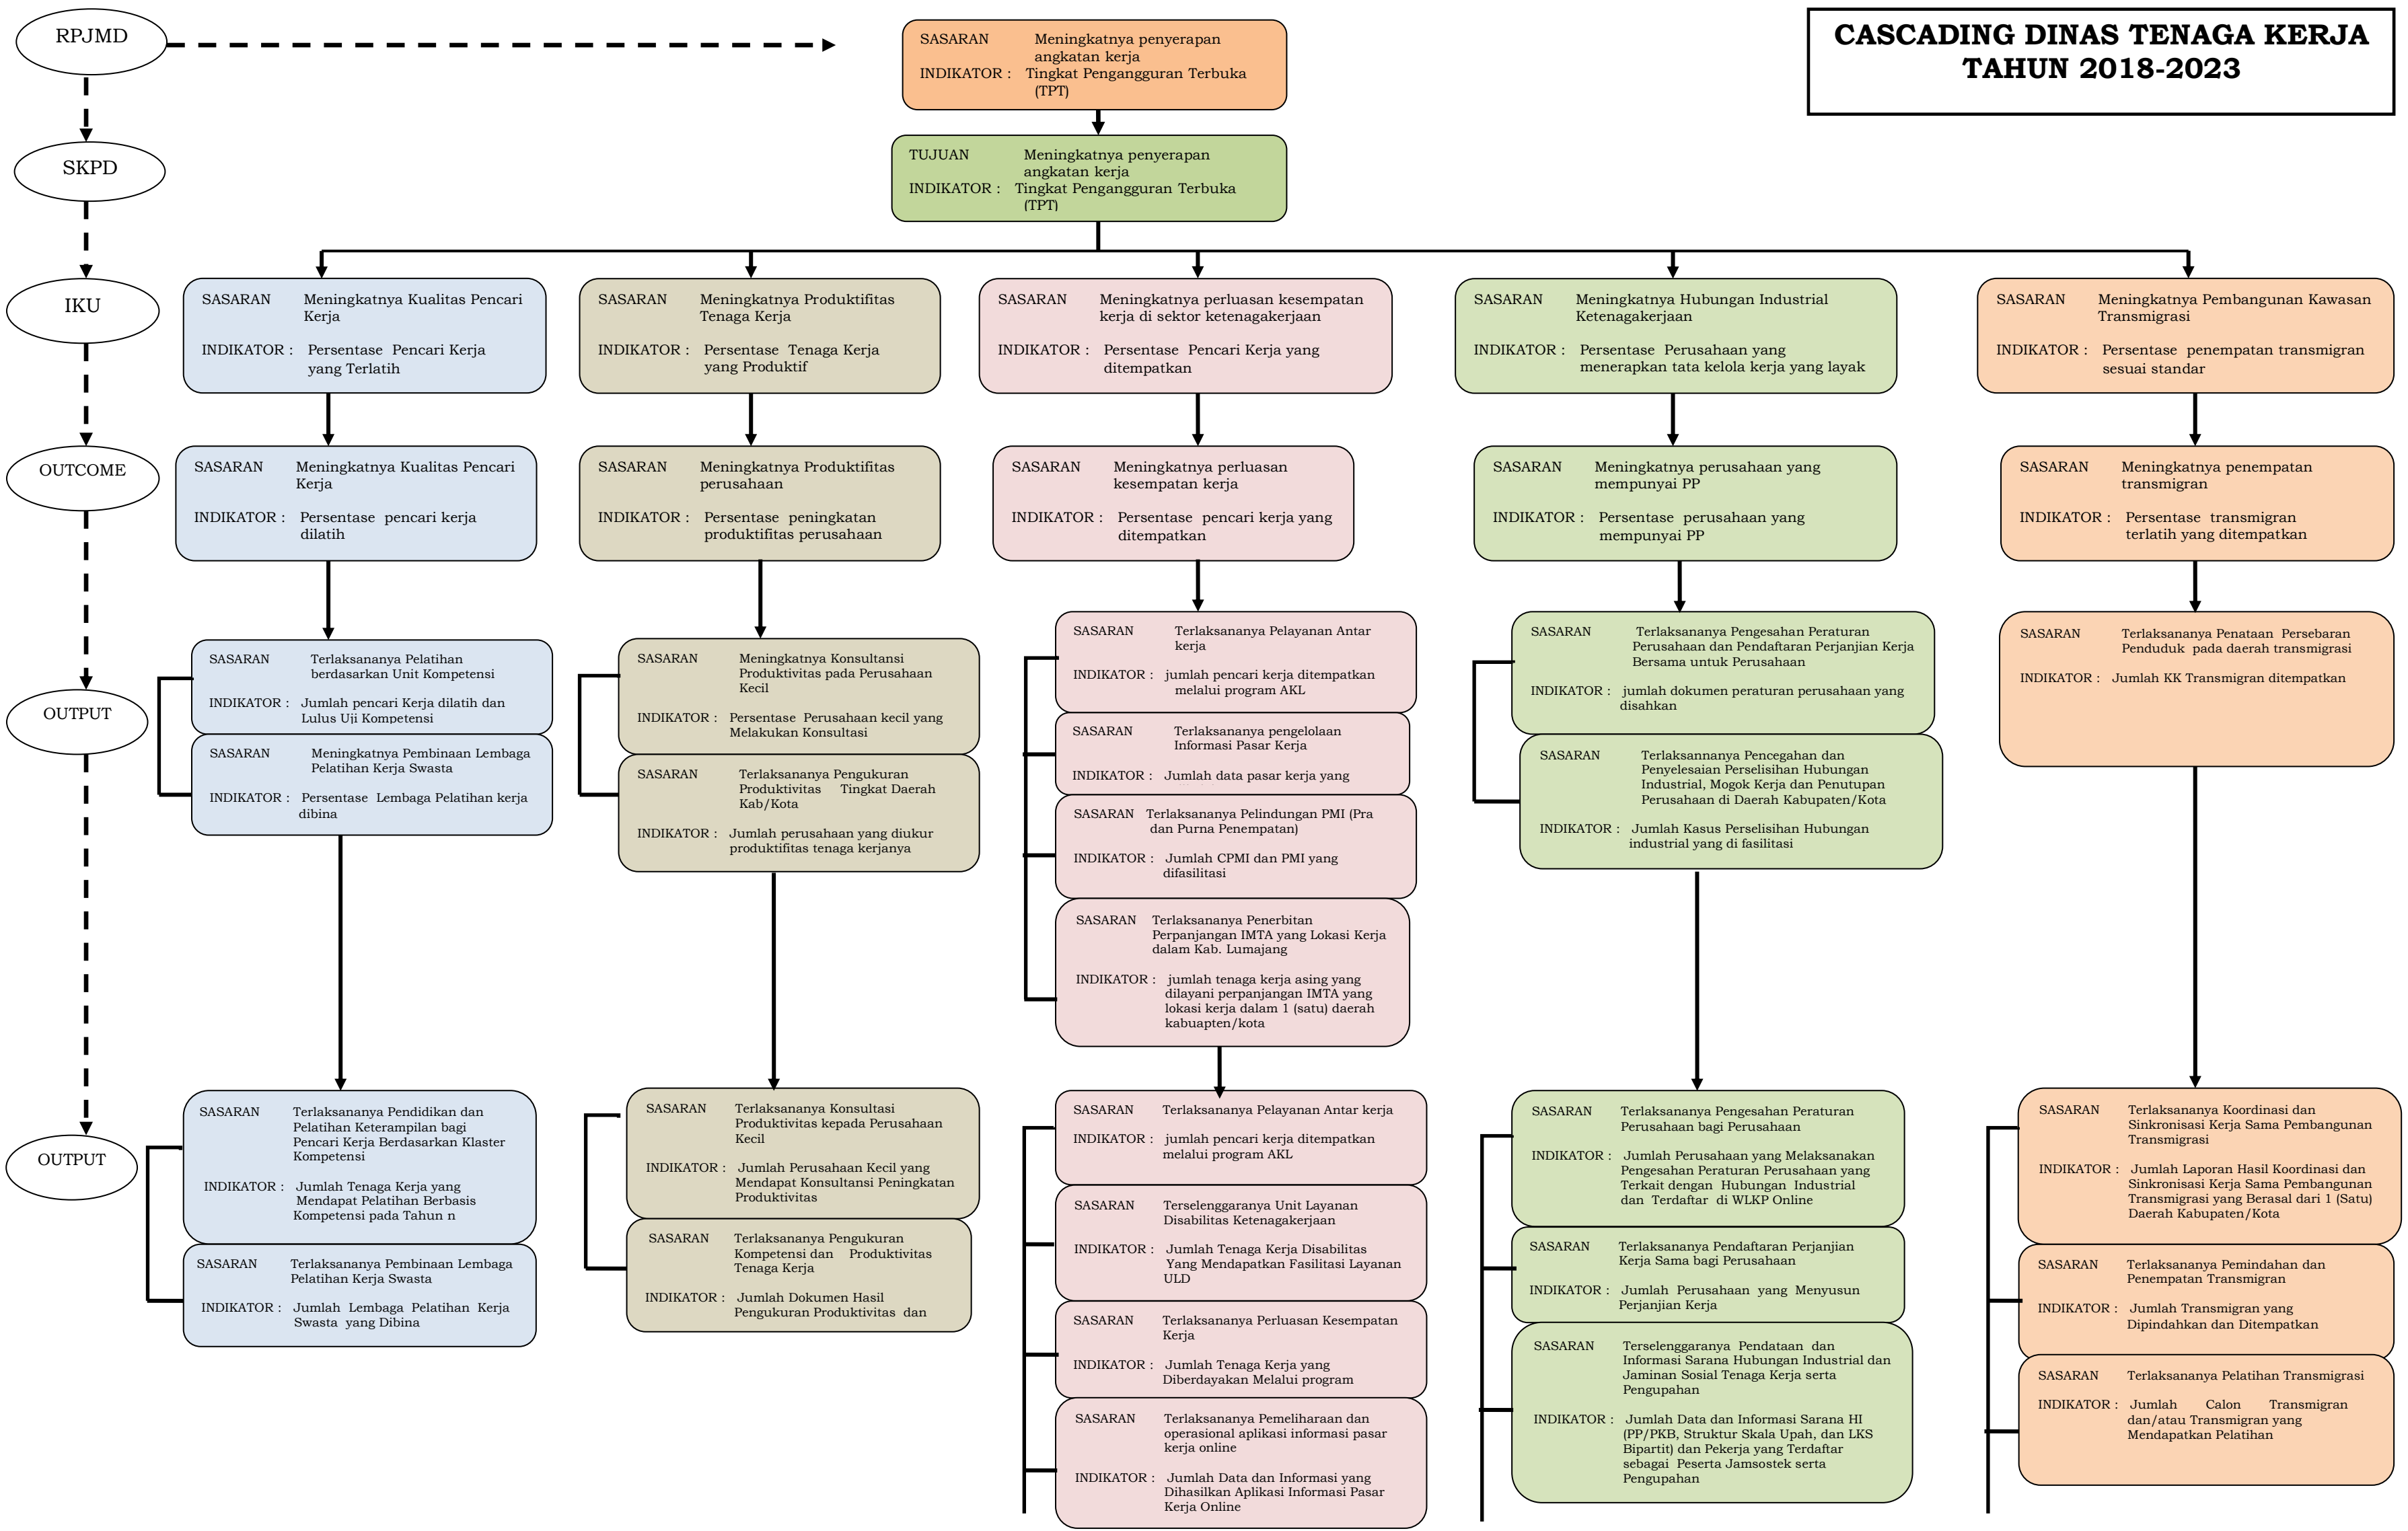 RPJMD
SASARAN Meningkatnya penyerapan
angkatan kerja
INDIKATOR : Tingkat Pengangguran Terbuka
(TPT)
CASCADING DINAS TENAGA KERJA
TAHUN 2018-2023
SKPD
TUJUAN Meningkatnya penyerapan
angkatan kerja
INDIKATOR : Tingkat Pengangguran Terbuka
(TPT)
IKU
SASARAN Meningkatnya Kualitas Pencari
Kerja
INDIKATOR : Persentase Pencari Kerja
yang Terlatih
SASARAN Meningkatnya Produktifitas
Tenaga Kerja
INDIKATOR : Persentase Tenaga Kerja
yang Produktif
SASARAN Meningkatnya perluasan kesempatan
kerja di sektor ketenagakerjaan
INDIKATOR : Persentase Pencari Kerja yang
ditempatkan
SASARAN Meningkatnya Hubungan Industrial
Ketenagakerjaan
INDIKATOR : Persentase Perusahaan yang
menerapkan tata kelola kerja yang layak
SASARAN Meningkatnya Pembangunan Kawasan
Transmigrasi
INDIKATOR : Persentase penempatan transmigran
sesuai standar
OUTCOME
SASARAN Meningkatnya Kualitas Pencari
Kerja
INDIKATOR : Persentase pencari kerja
dilatih
SASARAN Meningkatnya Produktifitas
perusahaan
INDIKATOR : Persentase peningkatan
produktifitas perusahaan
SASARAN Meningkatnya perluasan
kesempatan kerja
INDIKATOR : Persentase pencari kerja yang
ditempatkan
SASARAN Meningkatnya perusahaan yang
mempunyai PP
INDIKATOR : Persentase perusahaan yang
mempunyai PP
SASARAN Meningkatnya penempatan
transmigran
INDIKATOR : Persentase transmigran
terlatih yang ditempatkan
OUTPUT
SASARAN Terlaksananya Pelatihan
berdasarkan Unit Kompetensi
INDIKATOR : Jumlah pencari Kerja dilatih dan
Lulus Uji Kompetensi
SASARAN Meningkatnya Pembinaan Lembaga
Pelatihan Kerja Swasta
INDIKATOR : Persentase Lembaga Pelatihan kerja
dibina
SASARAN Meningkatnya Konsultansi
Produktivitas pada Perusahaan
Kecil
INDIKATOR : Persentase Perusahaan kecil yang
Melakukan Konsultasi
SASARAN Terlaksananya Pengukuran
Produktivitas Tingkat Daerah
Kab/Kota
INDIKATOR : Jumlah perusahaan yang diukur
produktifitas tenaga kerjanya
SASARAN Terlaksananya Pelayanan Antar
kerja
INDIKATOR : jumlah pencari kerja ditempatkan
melalui program AKL
SASARAN Terlaksananya pengelolaan
Informasi Pasar Kerja
INDIKATOR : Jumlah data pasar kerja yang
SASARAN Terlaksananya Pelindungan PMI (Pra
dan Purna Penempatan)
INDIKATOR : Jumlah CPMI dan PMI yang
difasilitasi
SASARAN Terlaksananya Penerbitan
Perpanjangan IMTA yang Lokasi Kerja
dalam Kab. Lumajang
INDIKATOR : jumlah tenaga kerja asing yang
dilayani perpanjangan IMTA yang
lokasi kerja dalam 1 (satu) daerah
kabuapten/kota
SASARAN Terlaksananya Pengesahan Peraturan
Perusahaan dan Pendaftaran Perjanjian Kerja
Bersama untuk Perusahaan
INDIKATOR : jumlah dokumen peraturan perusahaan yang
disahkan
SASARAN Terlaksannanya Pencegahan dan
Penyelesaian Perselisihan Hubungan
Industrial, Mogok Kerja dan Penutupan
Perusahaan di Daerah Kabupaten/Kota
INDIKATOR : Jumlah Kasus Perselisihan Hubungan
industrial yang di fasilitasi
SASARAN Terlaksananya Penataan Persebaran
Penduduk pada daerah transmigrasi
INDIKATOR : Jumlah KK Transmigran ditempatkan
OUTPUT
SASARAN Terlaksananya Pendidikan dan
Pelatihan Keterampilan bagi
Pencari Kerja Berdasarkan Klaster
Kompetensi
INDIKATOR : Jumlah Tenaga Kerja yang
Mendapat Pelatihan Berbasis
Kompetensi pada Tahun n
SASARAN Terlaksananya Pembinaan Lembaga
Pelatihan Kerja Swasta
INDIKATOR : Jumlah Lembaga Pelatihan Kerja
Swasta yang Dibina
SASARAN Terlaksananya Konsultasi
Produktivitas kepada Perusahaan
Kecil
INDIKATOR : Jumlah Perusahaan Kecil yang
Mendapat Konsultansi Peningkatan
Produktivitas
SASARAN Terlaksananya Pengukuran
Kompetensi dan Produktivitas
Tenaga Kerja
INDIKATOR : Jumlah Dokumen Hasil
Pengukuran Produktivitas dan
SASARAN Terlaksananya Pelayanan Antar kerja
INDIKATOR : jumlah pencari kerja ditempatkan
melalui program AKL
SASARAN Terselenggaranya Unit Layanan
Disabilitas Ketenagakerjaan
INDIKATOR : Jumlah Tenaga Kerja Disabilitas
Yang Mendapatkan Fasilitasi Layanan
ULD
SASARAN Terlaksananya Perluasan Kesempatan
Kerja
INDIKATOR : Jumlah Tenaga Kerja yang
Diberdayakan Melalui program
SASARAN Terlaksananya Pemeliharaan dan
operasional aplikasi informasi pasar
kerja online
INDIKATOR : Jumlah Data dan Informasi yang
Dihasilkan Aplikasi Informasi Pasar
Kerja Online
SASARAN Terlaksananya Pengesahan Peraturan
Perusahaan bagi Perusahaan
INDIKATOR : Jumlah Perusahaan yang Melaksanakan
Pengesahan Peraturan Perusahaan yang
Terkait dengan Hubungan Industrial
dan Terdaftar di WLKP Online
SASARAN Terlaksananya Pendaftaran Perjanjian
Kerja Sama bagi Perusahaan
INDIKATOR : Jumlah Perusahaan yang Menyusun
Perjanjian Kerja
SASARAN Terselenggaranya Pendataan dan
Informasi Sarana Hubungan Industrial dan
Jaminan Sosial Tenaga Kerja serta
Pengupahan
INDIKATOR : Jumlah Data dan Informasi Sarana HI
(PP/PKB, Struktur Skala Upah, dan LKS
Bipartit) dan Pekerja yang Terdaftar
sebagai Peserta Jamsostek serta
Pengupahan
SASARAN Terlaksananya Koordinasi dan
Sinkronisasi Kerja Sama Pembangunan
Transmigrasi
INDIKATOR : Jumlah Laporan Hasil Koordinasi dan
Sinkronisasi Kerja Sama Pembangunan
Transmigrasi yang Berasal dari 1 (Satu)
Daerah Kabupaten/Kota
SASARAN Terlaksananya Pemindahan dan
Penempatan Transmigran
INDIKATOR : Jumlah Transmigran yang
Dipindahkan dan Ditempatkan
SASARAN Terlaksananya Pelatihan Transmigrasi
INDIKATOR : Jumlah Calon Transmigran
dan/atau Transmigran yang
Mendapatkan Pelatihan